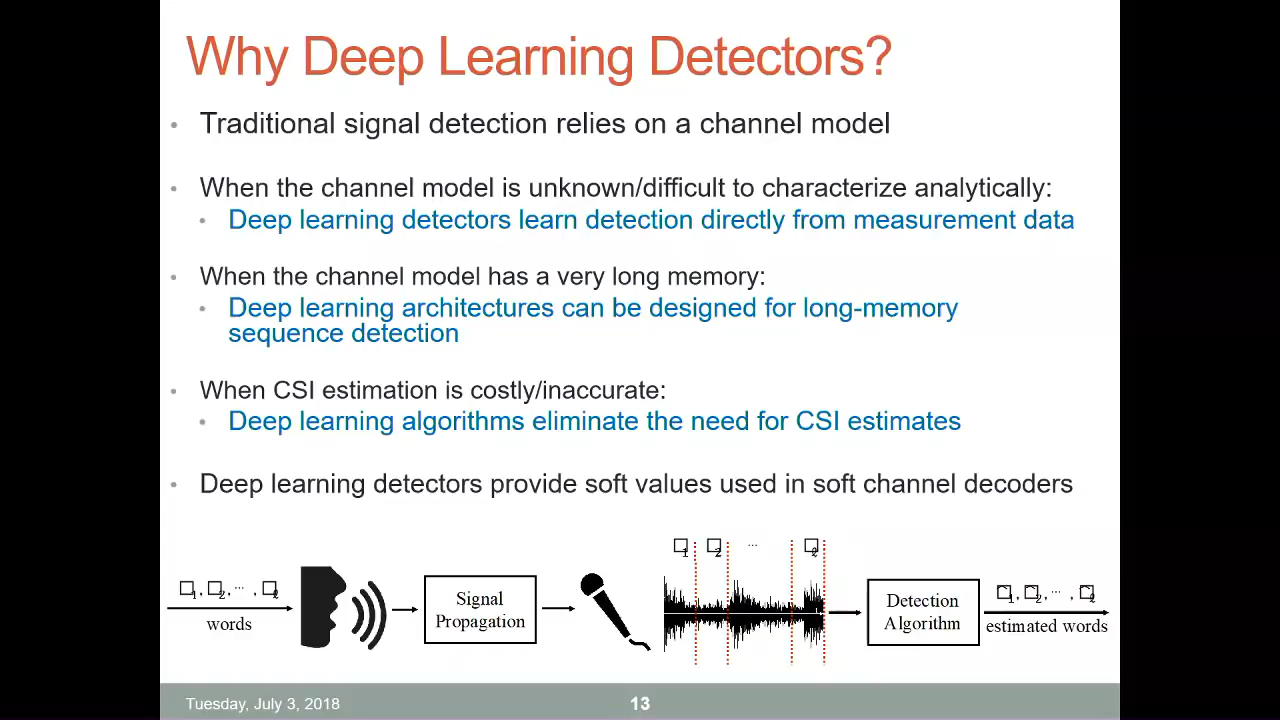 Why Deep Learning Detectors?
• Traditional signal detection relies on a channel model
• When the channel model is unknown/difficult to characterize analytically:
• Deep learning detectors learn detection directly from measurement data
• When the channel model has a very long memory:
• Deep learning architectures can be designed for long-memory
sequence detection
• When CSI estimation is costly/inaccurate:
• Deep learning algorithms eliminate the need for CSI estimates
• Deep learning detectors provide soft values used in soft channel decoders
words
Signal
Propagation
□1 □2 ...
Detection
Algorithm
estimated words
Tuesday, July 3, 2018
13